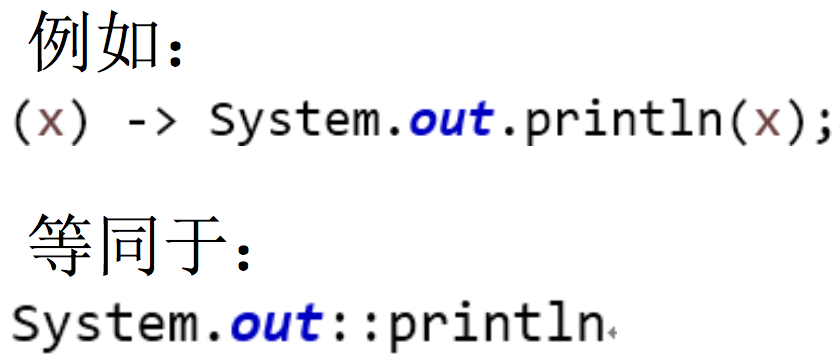 例如：
(x) -> System.out.println(x);
等同于：
System.out::println